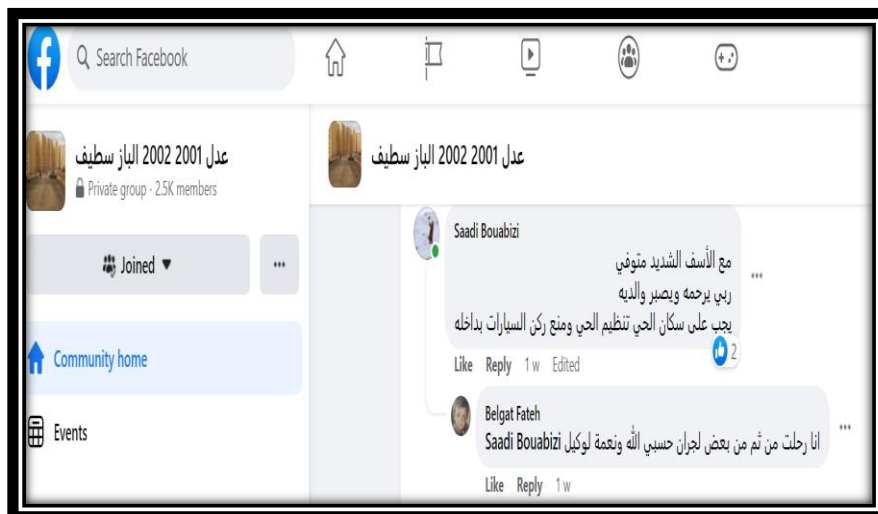 Search Facebook
عدل 2001 2002 الباز سطيف
Private group · 2.5K members
Joined
Community home
Events
عدل 2001 2002 الباز سطيف
Saadi Bouabizi
مع الأسف الشديد متوفي
ربي يرحمه ويصبر والديه
يجب على سكان الحي تنظيم الحي ومنع ركن السيارات بداخله
2
Like Reply 1 w Edited
Belgat Fateh
Saadi Bouabizi انا رحلت من ثم من بعض لجران حسبي الله ونعمة لوكيل
Like Reply 1 w